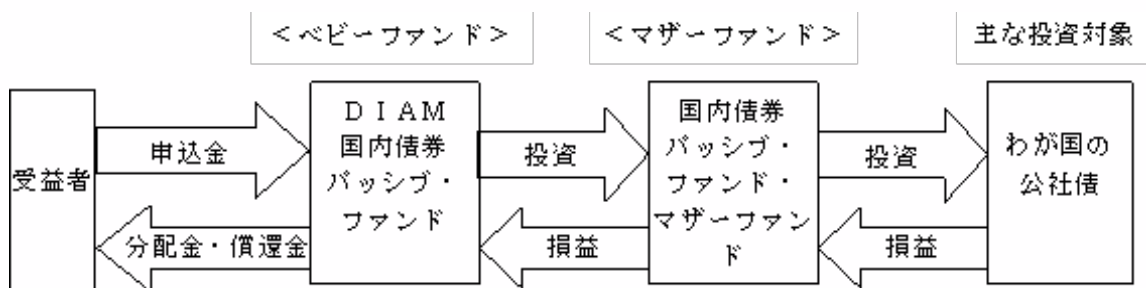 ＜ベビーファンド＞
＜マザーファンド＞
主な投資対象
受益者
申込金
分配金・償還金
ＤＩＡＭ
国内債券
パッシブ・
ファンド
投資
損益
国内債券
パッシブ・
ファンド・
マザーファン
ド
投資
損益
わが国の
公社債